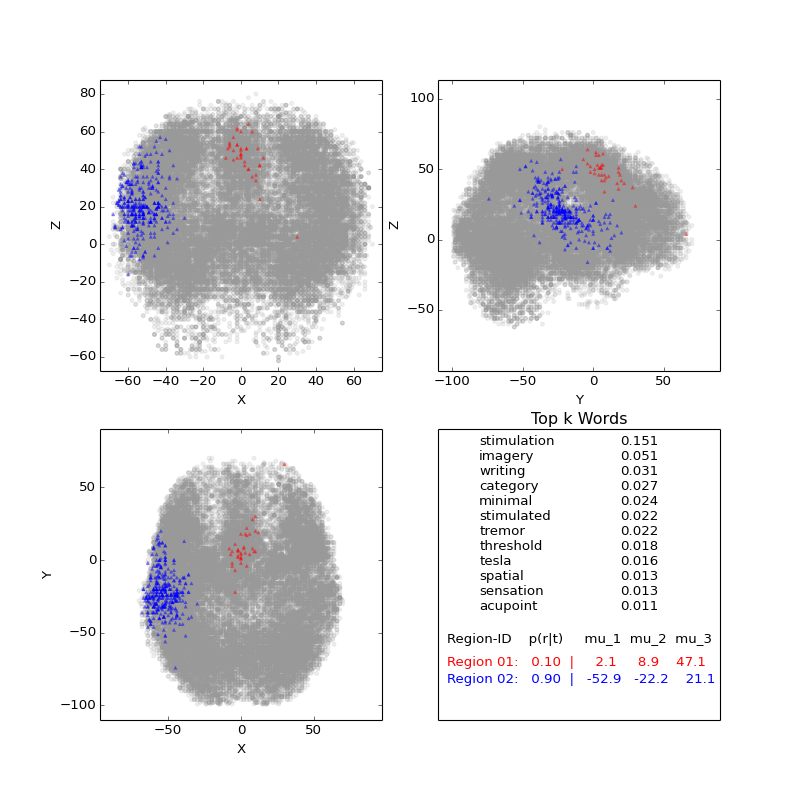 80
60
40
20
0
−20
−40
−60
Z
−60 −40 −20 0 20 40 60
X
100
50
0
−50
Z
−100 −50 0 50
Y
50
0
−50
−100
Y
−50 0 50
X
Top k Words
stimulation 0.151
imagery 0.051
writing 0.031
category 0.027
minimal 0.024
stimulated 0.022
tremor 0.022
threshold 0.018
tesla 0.016
spatial 0.013
sensation 0.013
acupoint 0.011
Region-ID p(r|t) mu_1 mu_2 mu_3
Region 01: 0.10 | 2.1 8.9 47.1
Region 02: 0.90 | -52.9 -22.2 21.1